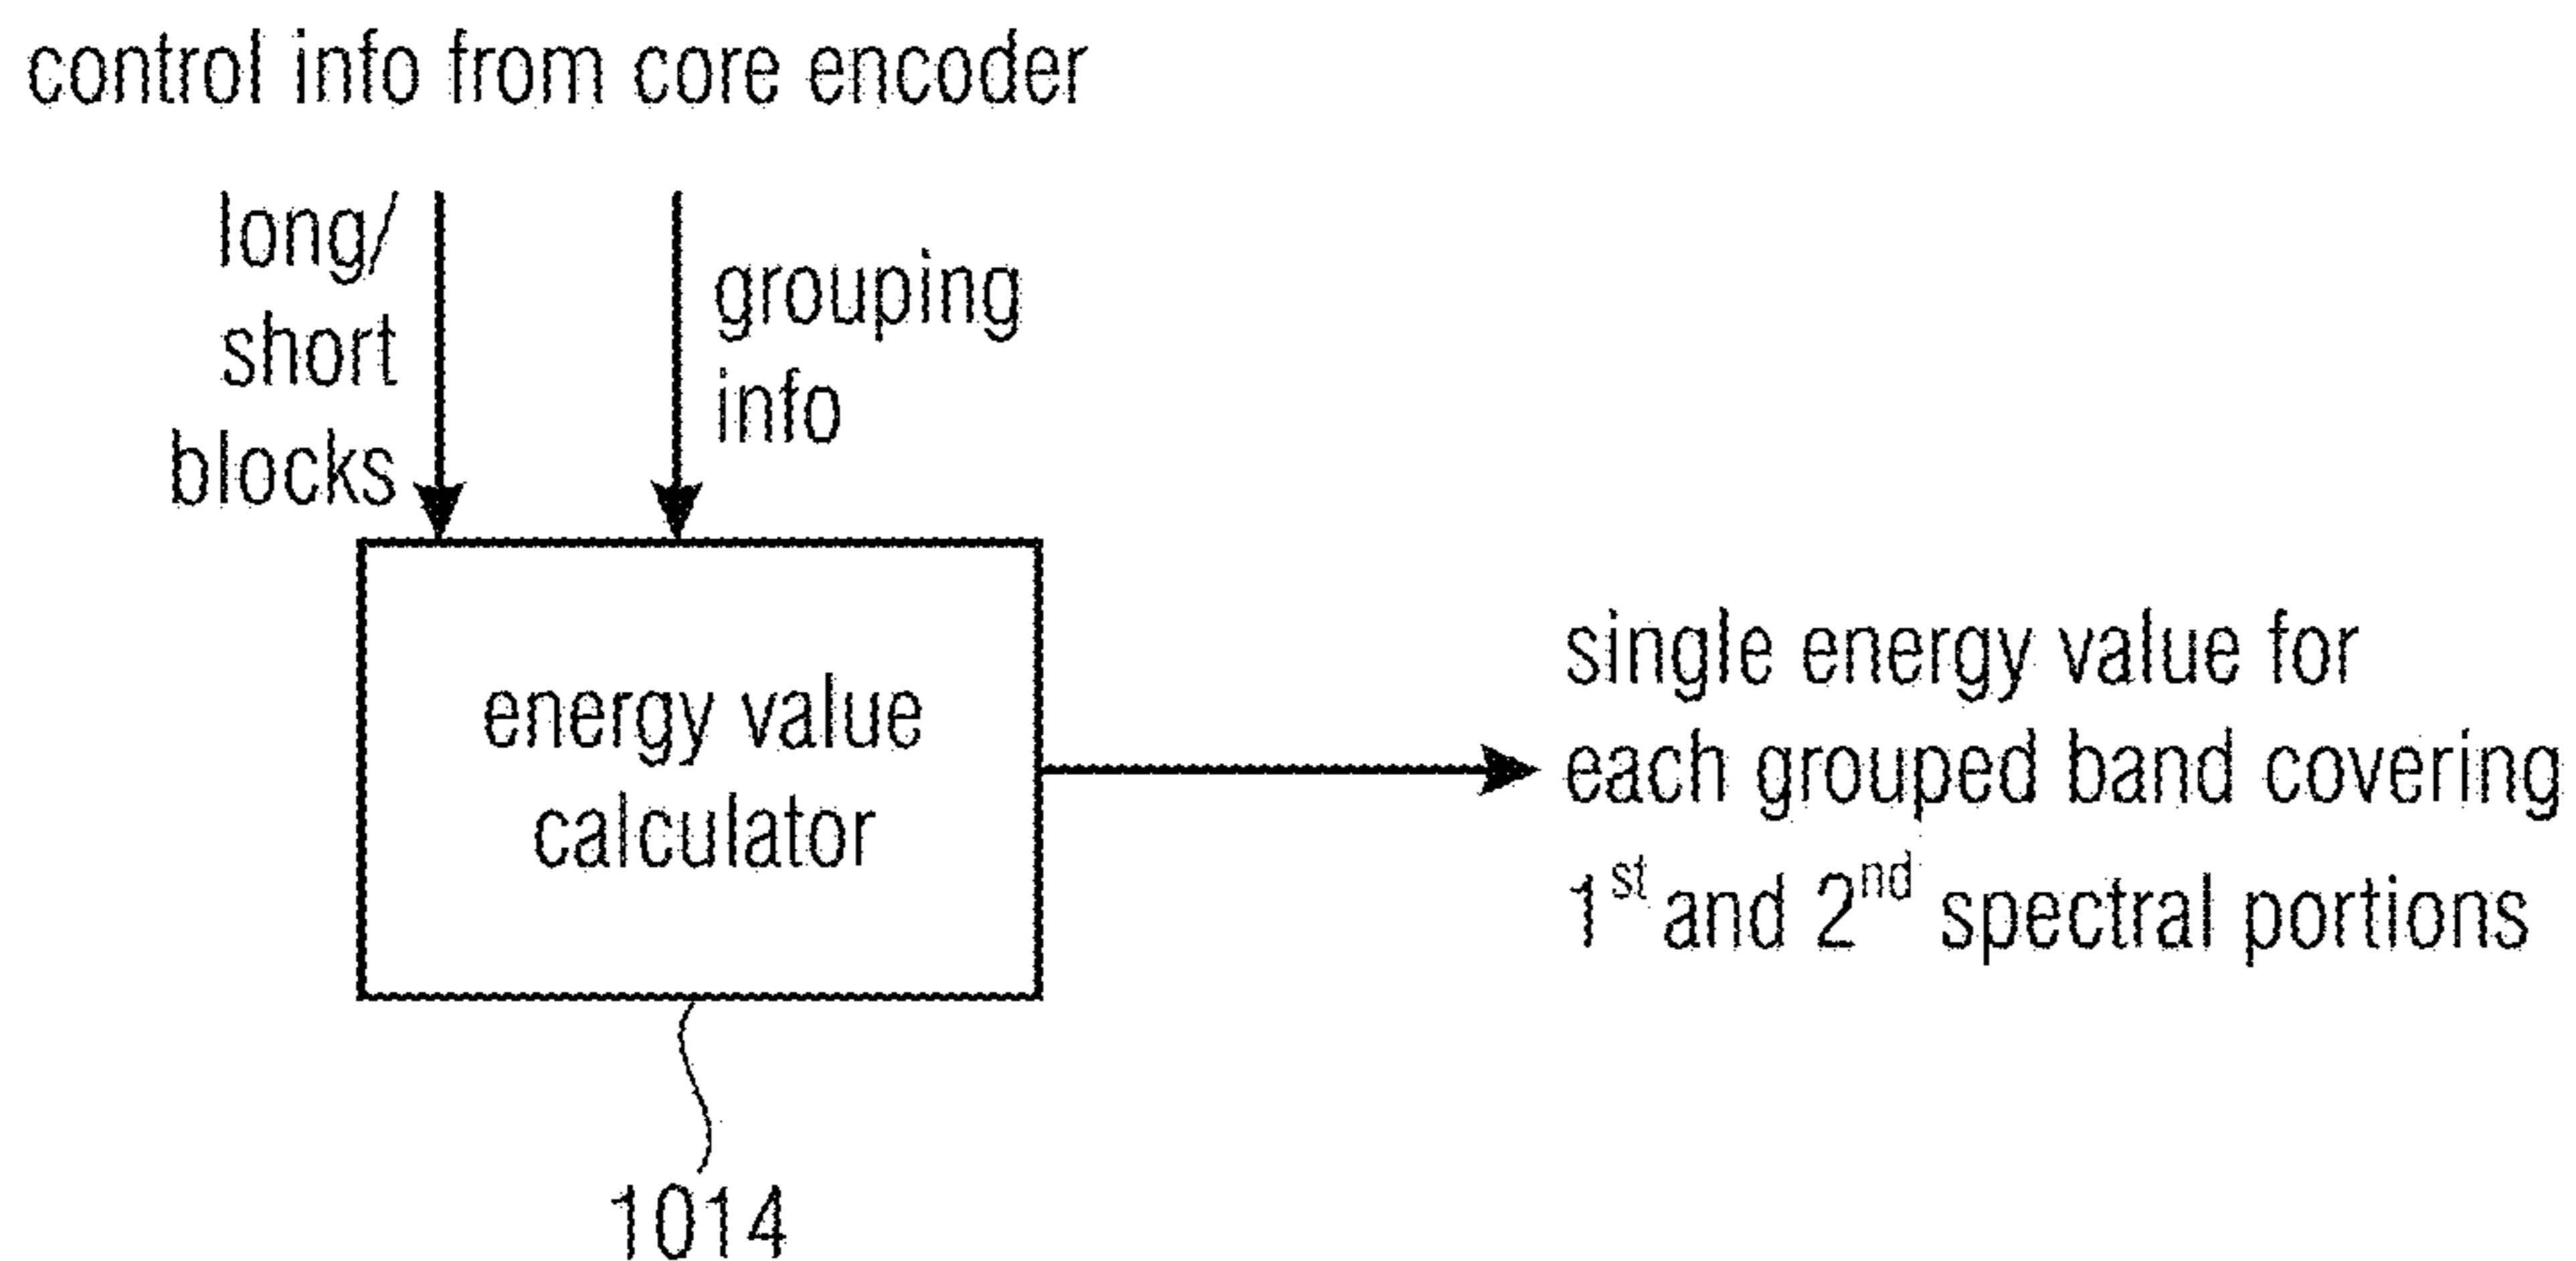 control info from core encoder
long/
short
blocks
grouping
info
energy value
calculator
single energy value for
each grouped band covering
1st and 2nd spectral portions
1014